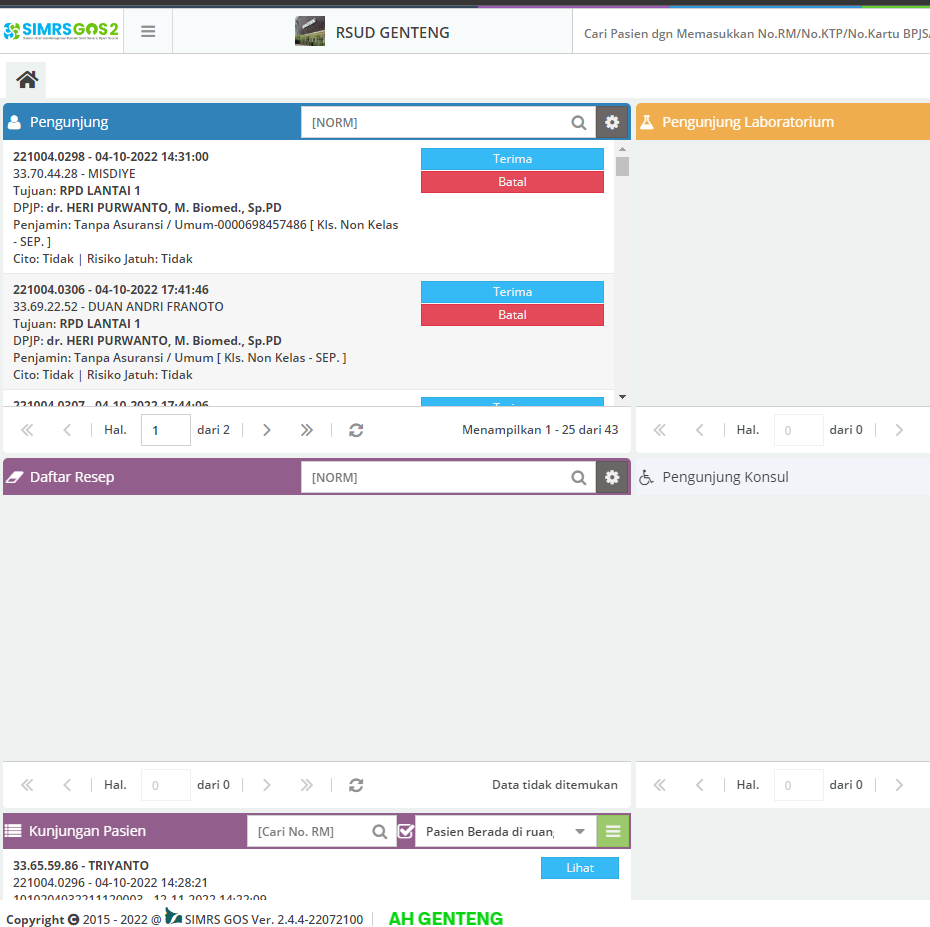 SIMRSGOS2
RSUD GENTENG
Cari Pasien dgn Memasukkan No.RM/No.KTP/No.Kartu BPJS/
Pengunjung
[NORM]
Pengunjung Laboratorium
221004.0298 - 04-10-2022 14:31:00
Terima
33.70.44.28 - MISDIYE
Batal
Tujuan: RPD LANTAI 1
DPJP: dr. HERI PURWANTO, M. Biomed., Sp.PD
Penjamin: Tanpa Asuransi / Umum-0000698457486 [ Kls. Non Kelas
- SEP. ]
Cito: Tidak | Risiko Jatuh: Tidak
221004.0306 - 04-10-2022 17:41:46
Terima
33.69.22.52 - DUAN ANDRI FRANOTO
Batal
Tujuan: RPD LANTAI 1
DPJP: dr. HERI PURWANTO, M. Biomed., Sp.PD
Penjamin: Tanpa Asuransi / Umum [ Kls. Non Kelas - SEP. ]
Cito: Tidak | Risiko Jatuh: Tidak
221004.0307 - 04-10-2022 17:44:06
Hal. 1 dari 2
Menampilkan 1 - 25 dari 43
Hal. 0 dari 0
Daftar Resep
[NORM]
Pengunjung Konsul
Hal. 0 dari 0
Data tidak ditemukan
Hal. 0 dari 0
Kunjungan Pasien
[Cari No. RM]
Pasien Berada di ruan
33.65.59.86 - TRIYANTO
Lihat
221004.0296 - 04-10-2022 14:28:21
1010204032211120003 - 12-11-2022 14:22:09
Copyright © 2015 - 2022 @ SIMRS GOS Ver. 2.4.4-22072100
AH GENTENG